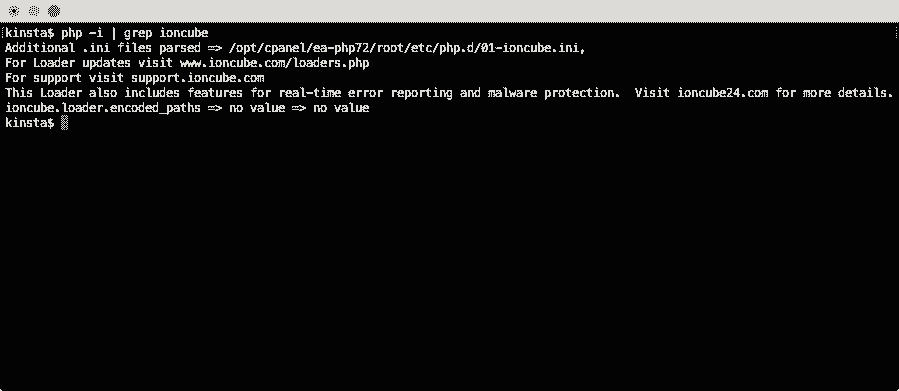 kinsta$ php -i | grep ioncube
Additional .ini files parsed => /opt/cpanel/ea-php72/root/etc/php.d/01-ioncube.ini,
For Loader updates visit www.ioncube.com/loaders.php
For support visit support.ioncube.com
This Loader also includes features for real-time error reporting and malware protection.  Visit ioncube24.com for more details.
ioncube.loader.encoded_paths => no value => no value
kinsta$